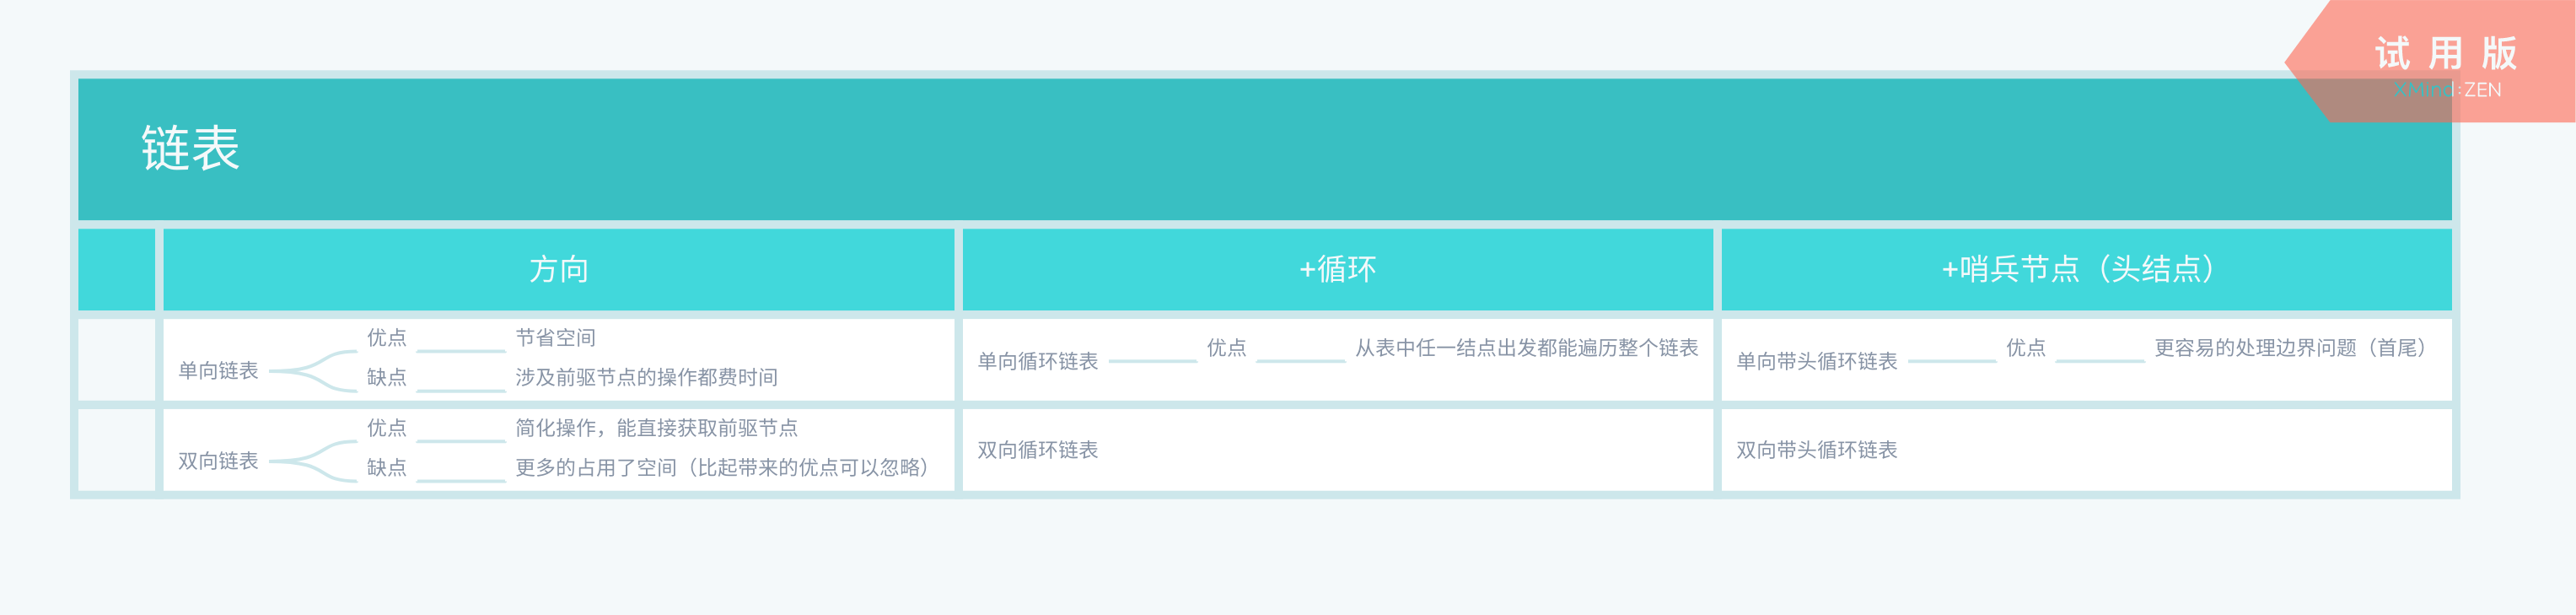 试用版
XMind:ZEN
链表
方向
+循环
+哨兵节点（头结点）
单向链表
优点
节省空间
缺点
涉及前驱节点的操作都费时间
单向循环链表
优点
从表中任一结点出发都能遍历整个链表
单向带头循环链表
优点
更容易的处理边界问题（首尾）
双向链表
优点
简化操作，能直接获取前驱节点
缺点
更多的占用了空间（比起带来的优点可以忽略）
双向循环链表
双向带头循环链表